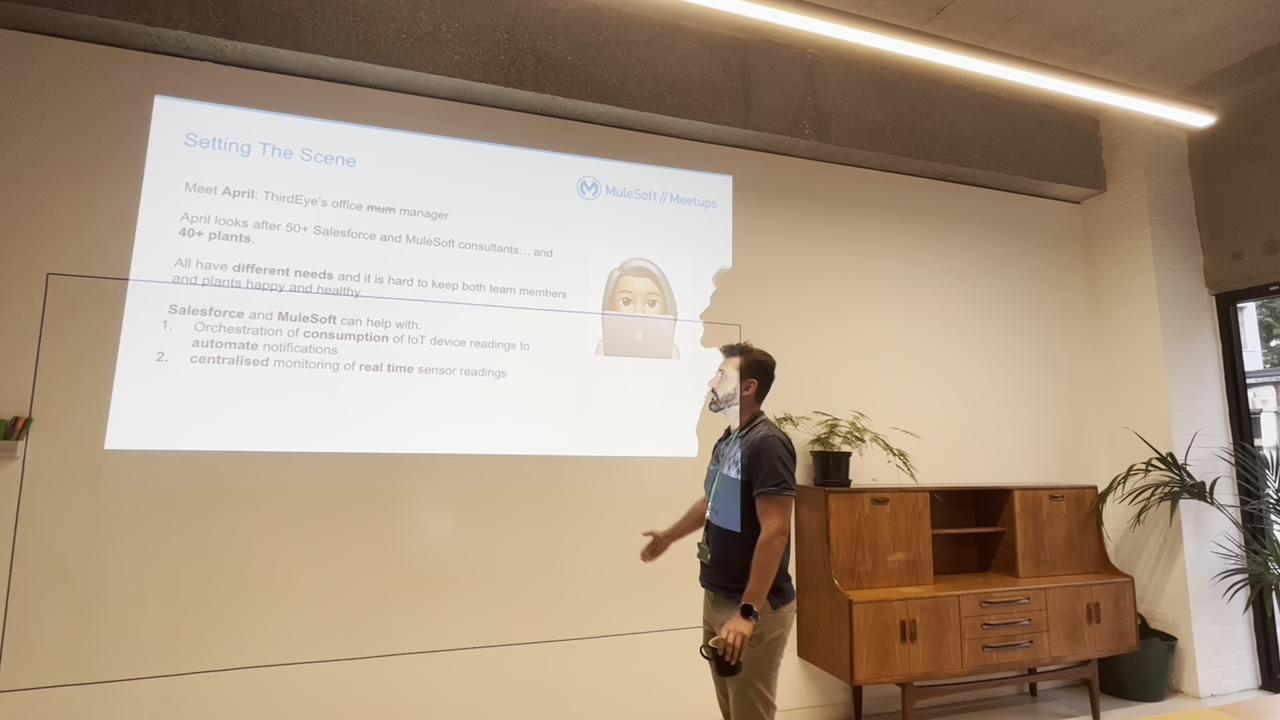 Setting The Scene
MuleSoft // Meetups
Meet April: ThirdEye's office mum manager
April looks after 50+ Salesforce and MuleSoft consultants... and
40+ plants.
All have different needs and it is hard to keep both team members
and plants happy and healthy.
Salesforce and MuleSoft can help with:
1. Orchestration of consumption of IoT device readings to
automate notifications
2. centralised monitoring of real time sensor readings